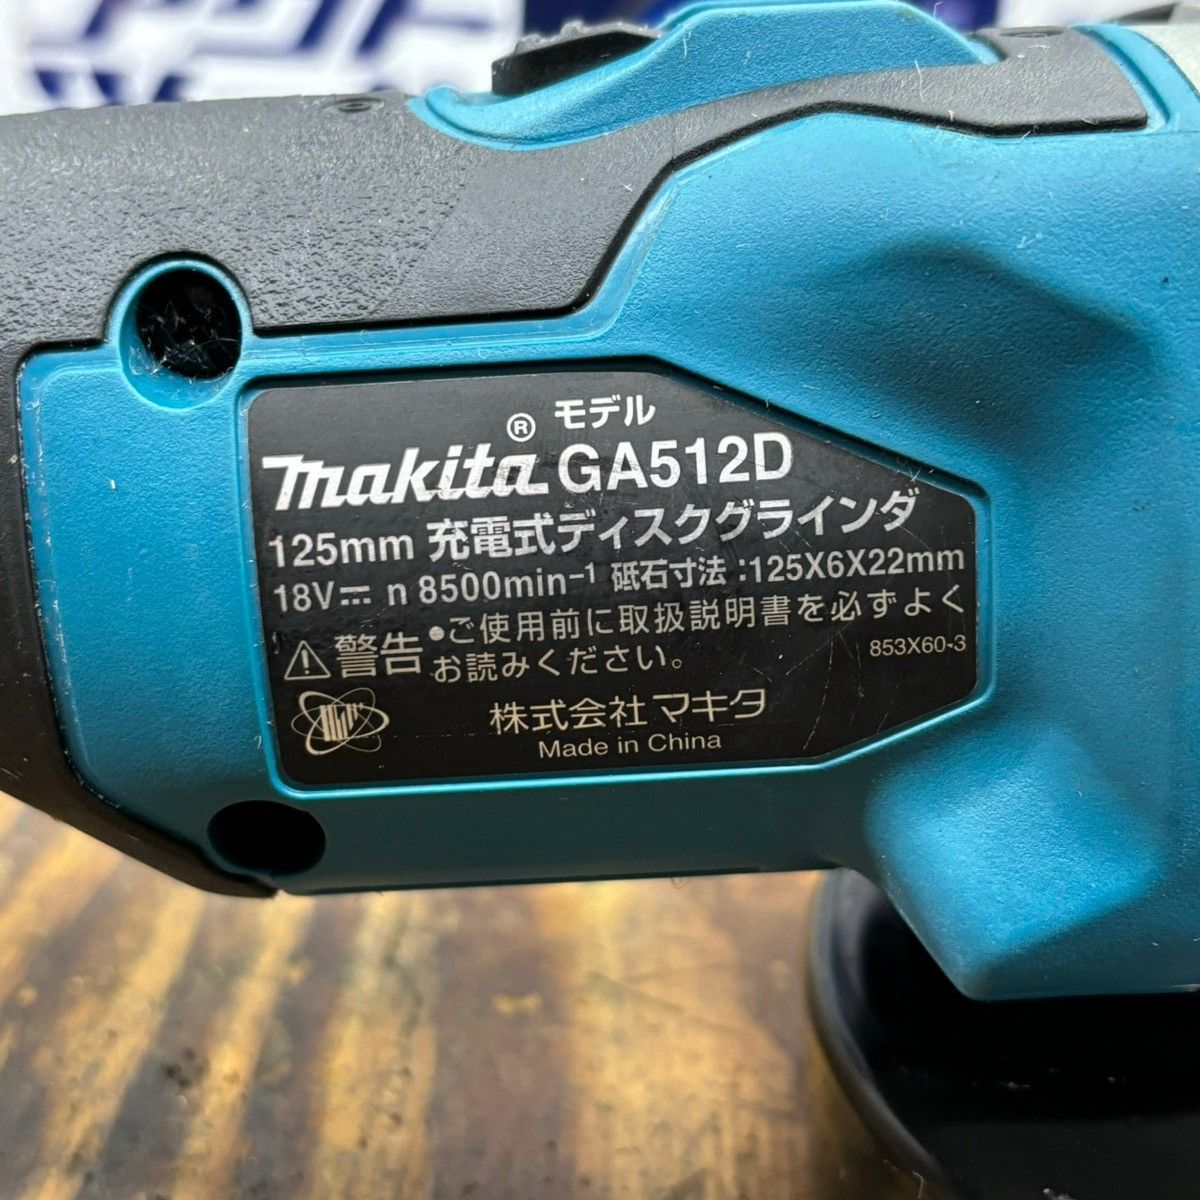 ® モデル
makita GA512D
125mm 充電式ディスクグラインダ
18V⎓ n 8500min⁻¹ 砥石寸法:125X6X22mm
⚠警告 •ご使用前に取扱説明書を必ずよく
お読みください。
853X60-3
株式会社 マキタ
Made in China